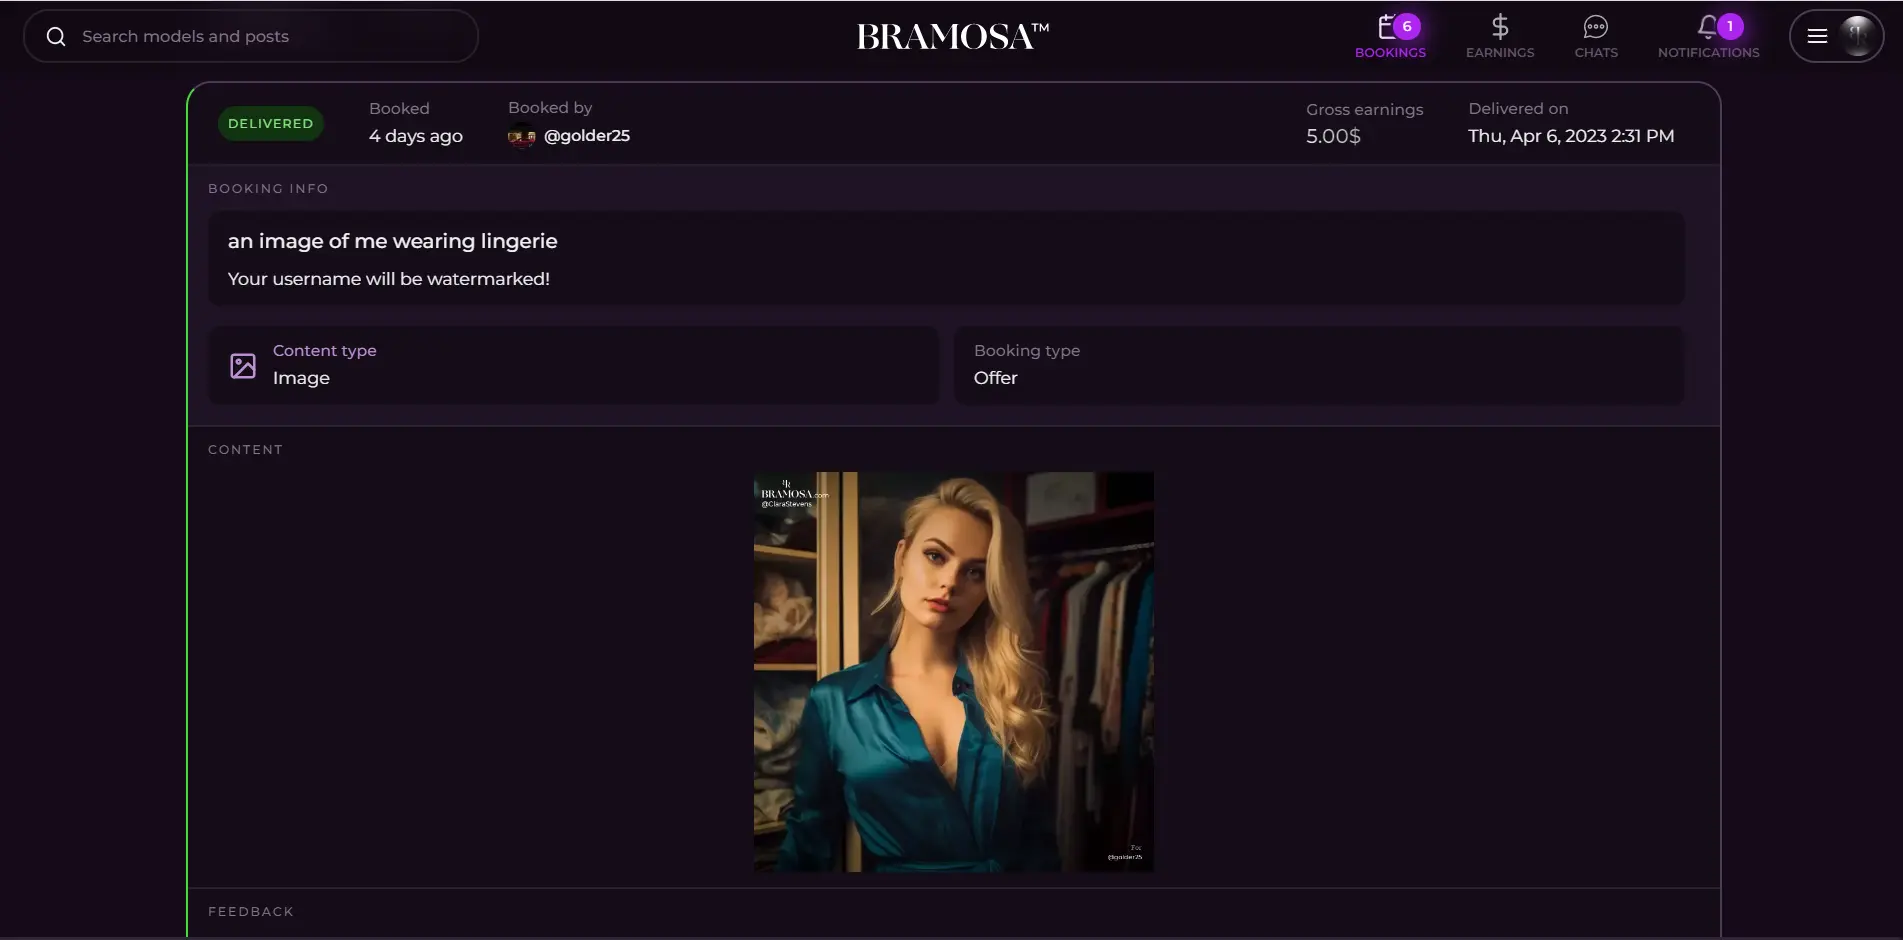 Search models and posts
BRAMOSA™
6
BOOKINGS
EARNINGS
CHATS
1
NOTIFICATIONS
DELIVERED
Booked
4 days ago
Booked by
@golder25
Gross earnings
5.00$
Delivered on
Thu, Apr 6, 2023 2:31 PM
BOOKING INFO
an image of me wearing lingerie
Your username will be watermarked!
Content type
Image
Booking type
Offer
CONTENT
BRAMOSA.com
@ClaraStevens
For
@golder25
FEEDBACK